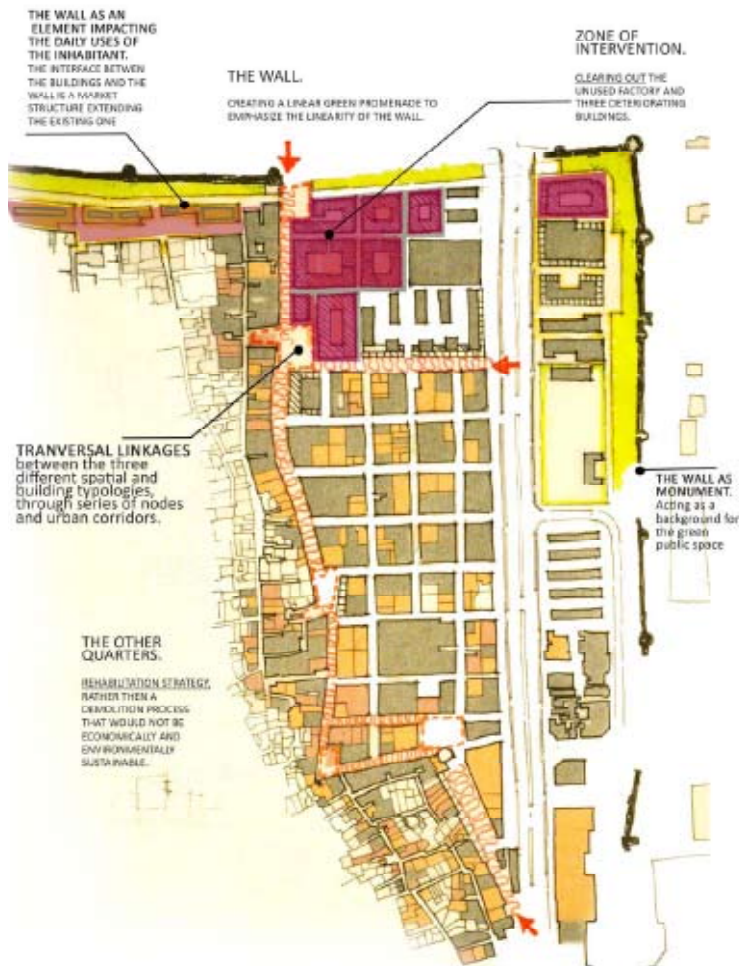 THE WALL AS AN
ELEMENT IMPACTING
THE DAILY USES OF
THE INHABITANT.
THE INTERFACE BETWEN
THE BUILDINGS AND THE
WALL IS A MARKET
STRUCTURE EXTENDING
THE EXISTING ONE
THE WALL.
CREATING A LINEAR GREEN PROMENADE TO
EMPHASIZE THE LINEARITY OF THE WALL.
ZONE OF
INTERVENTION.
CLEARING OUT THE
UNUSED FACTORY AND
THREE DETERIORATING
BUILDINGS.
TRANVERSAL LINKAGES
between the three
different spatial and
building typologies,
through series of nodes
and urban corridors.
THE WALL AS
MONUMENT.
Acting as a
background for
the green
public space
THE OTHER
QUARTERS.
REHABILITATION STRATEGY,
RATHER THEN A
DEMOLITION PROCESS
THAT WOULD NOT BE
ECONOMICALLY AND
ENVIRONMENTALLY
SUSTAINABLE.